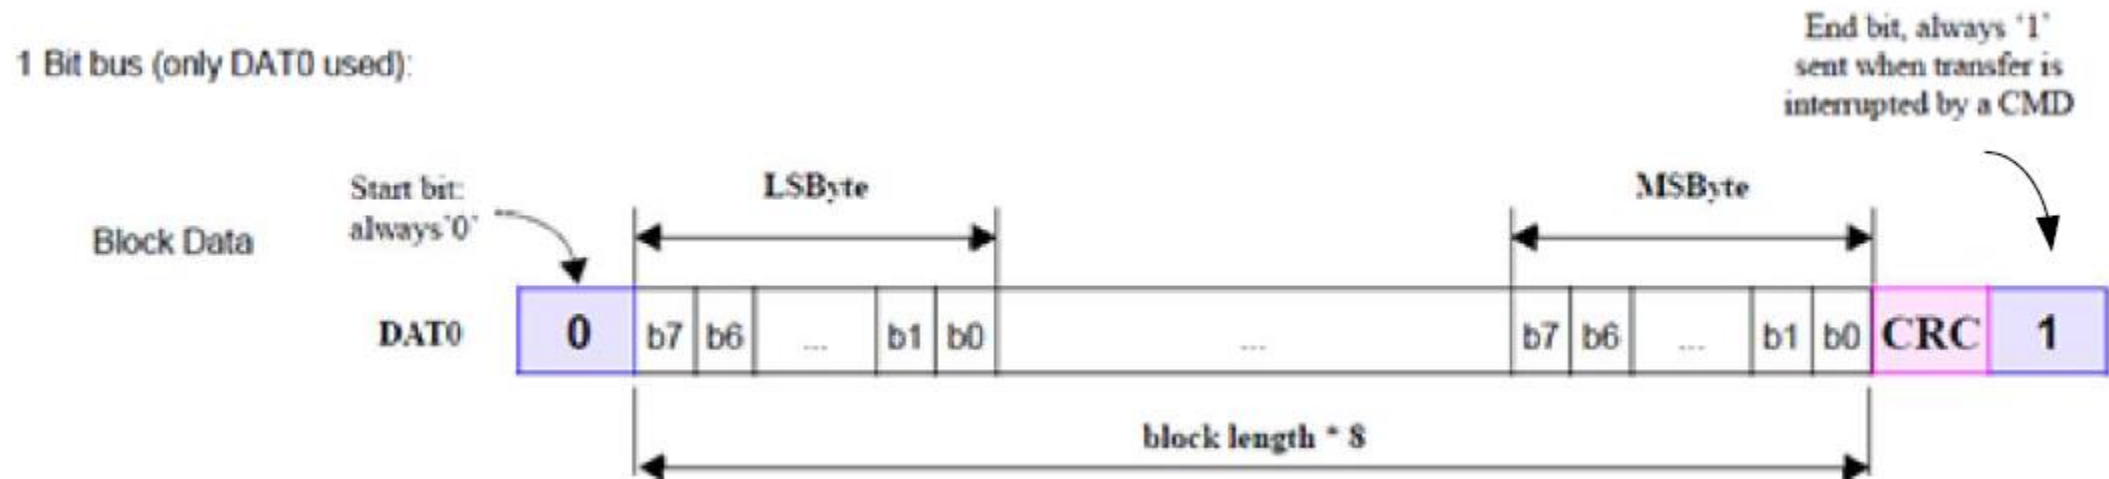 1 Bit bus (only DAT0 used):
End bit, always '1'
sent when transfer is
interrupted by a CMD
Start bit:
always'0'
LSByte
MSByte
Block Data
DAT0
0 b7 b6 ... b1 b0 ... b7 b6 ... b1 b0 CRC 1
block length * 8